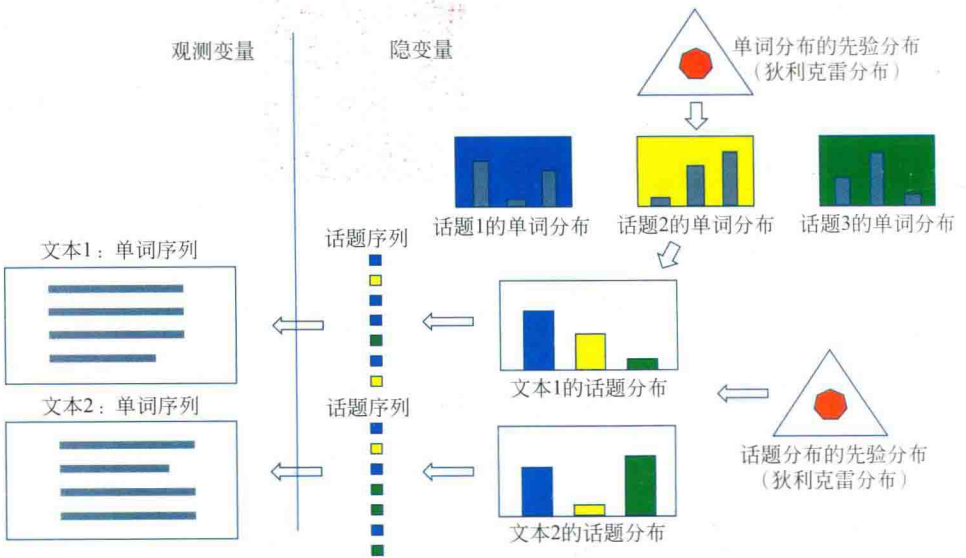 观测变量
隐变量
单词分布的先验分布
（狄利克雷分布）
话题1的单词分布
话题2的单词分布
话题3的单词分布
文本1：单词序列
话题序列
文本1的话题分布
文本2：单词序列
话题序列
话题分布的先验分布
（狄利克雷分布）
文本2的话题分布